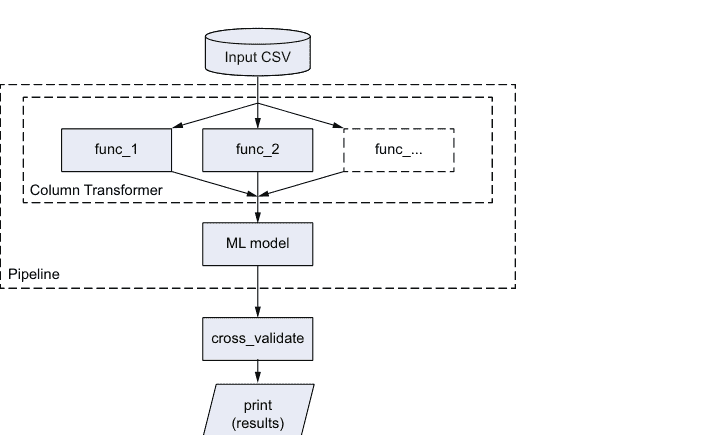 Input CSV
func_1
func_2
func_...
Column Transformer
ML model
Pipeline
cross_validate
print
(results)